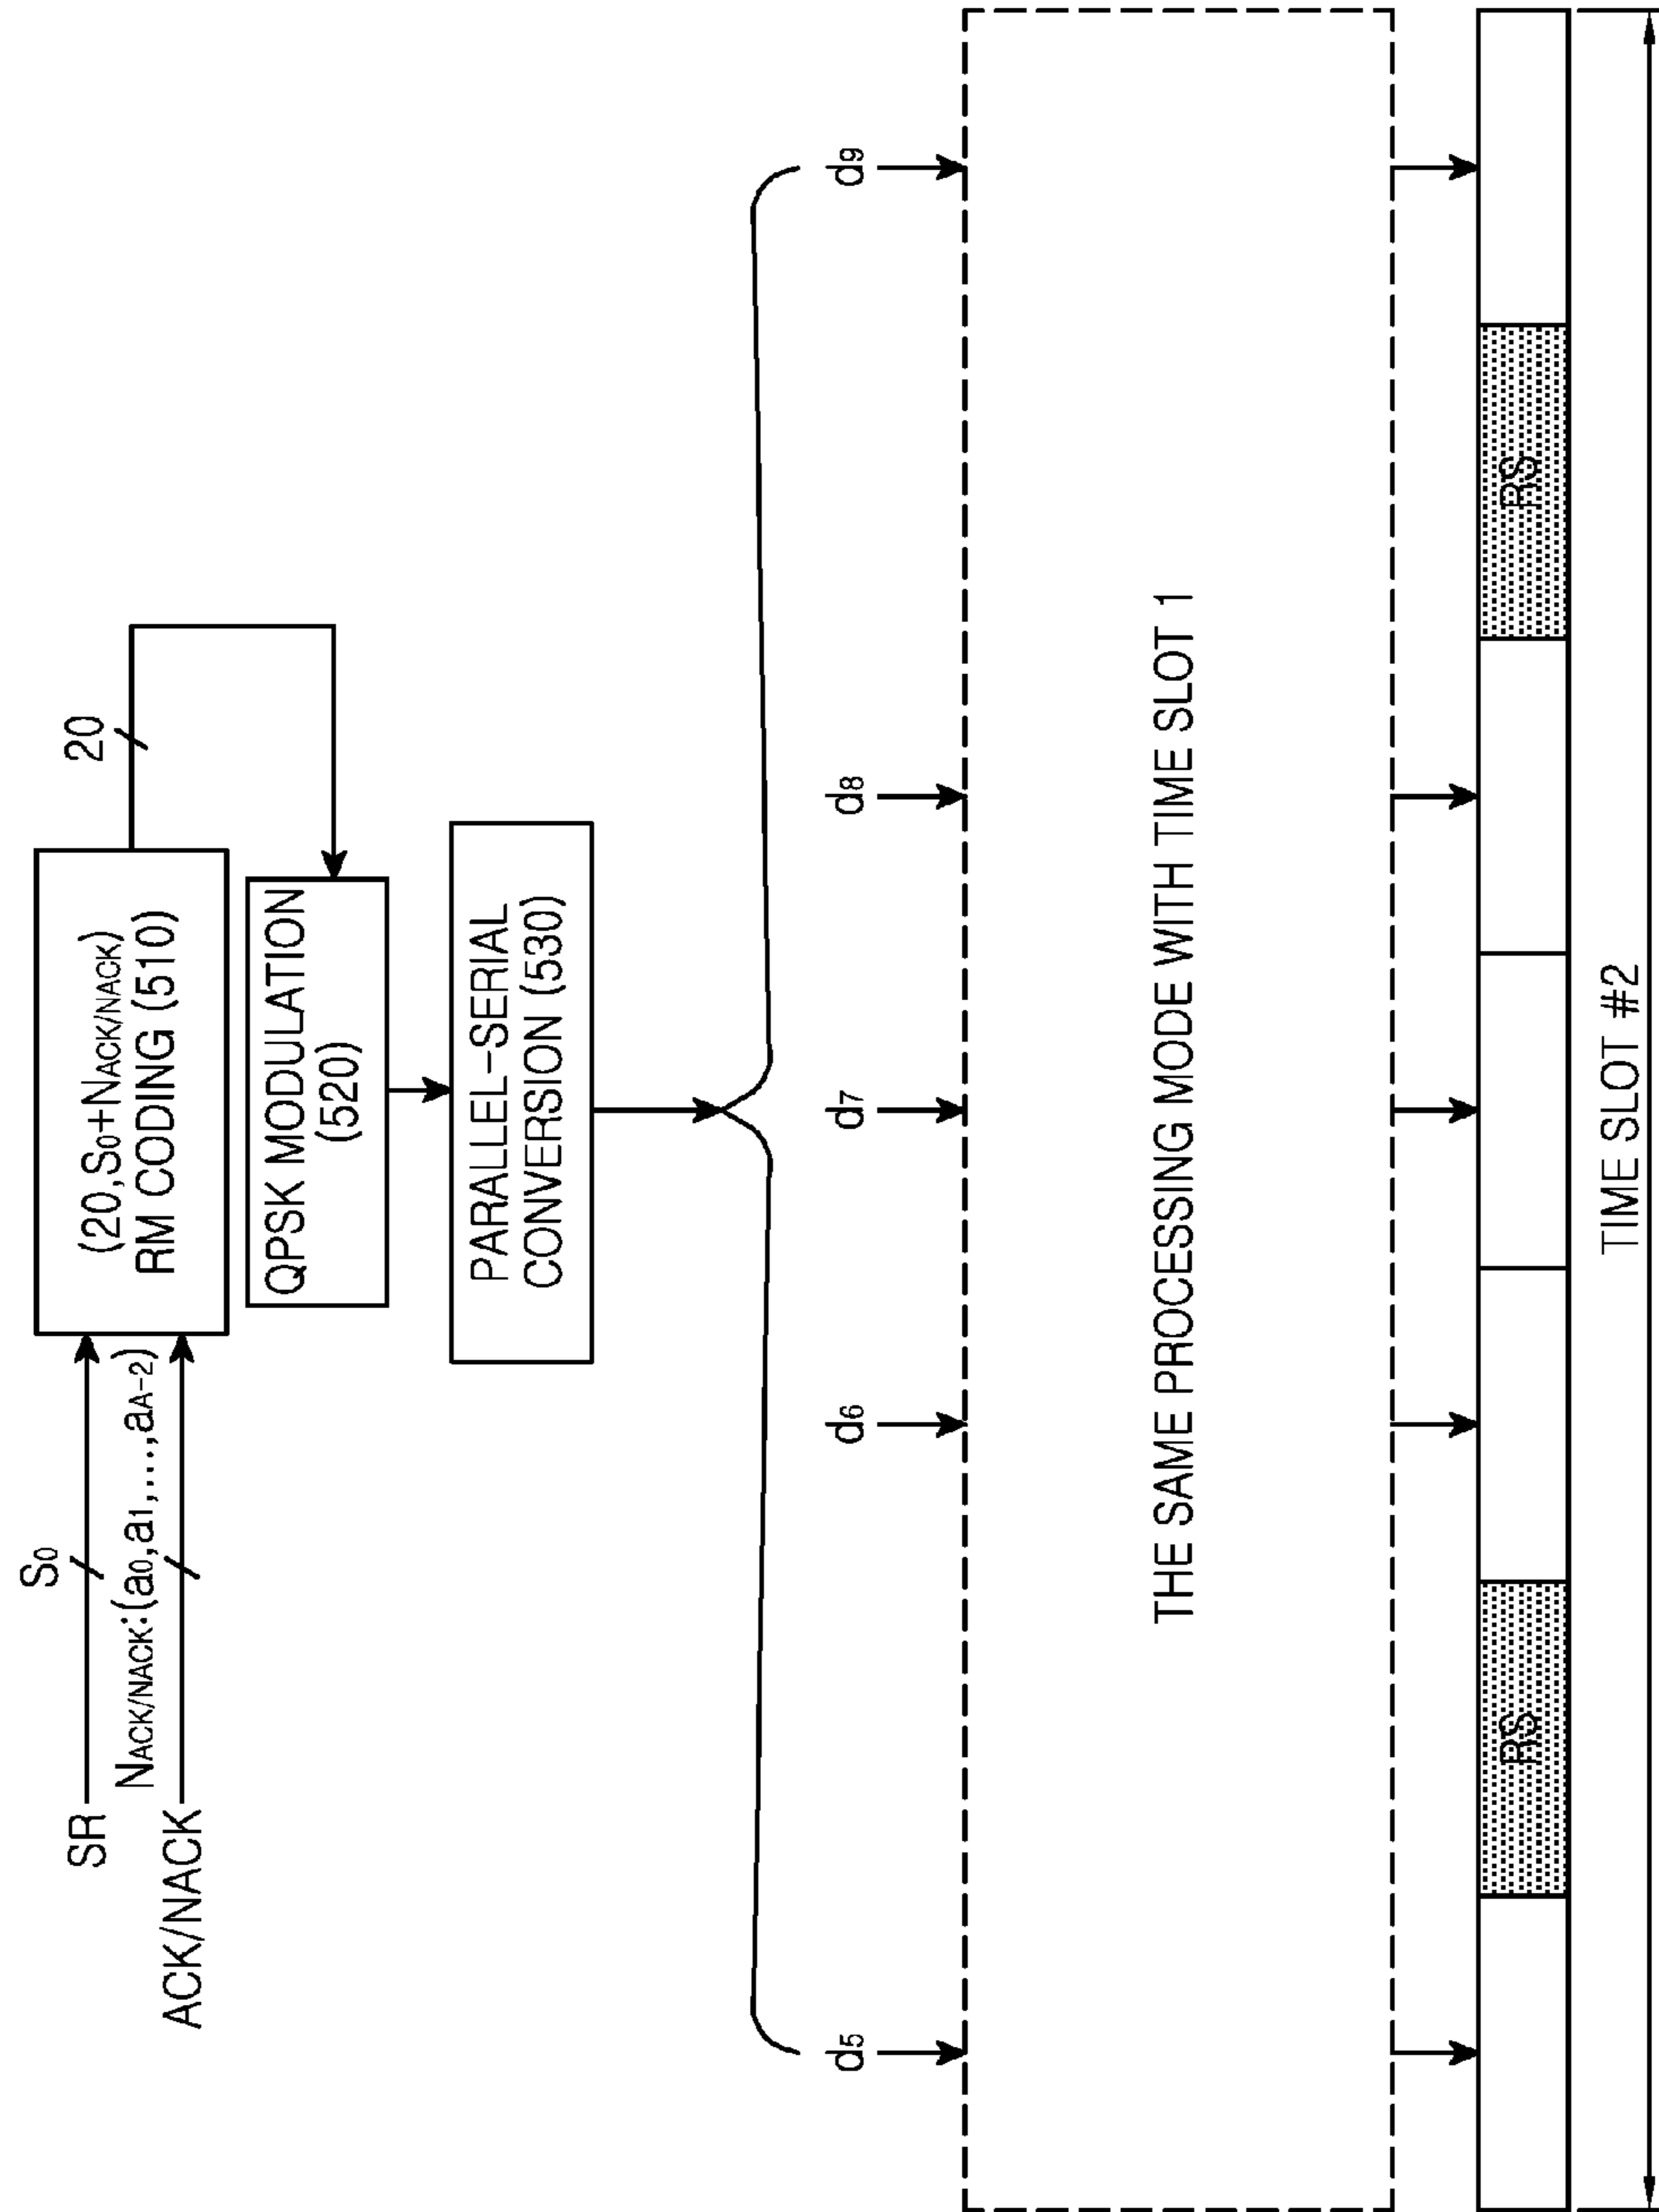 SR
S0
NACK/NACK:(a0,a1,...,aA-2)
ACK/NACK
(20,S0+NACK/NACK)
RM CODING (510)
20
QPSK MODULATION
(520)
PARALLEL-SERIAL
CONVERSION (530)
d5 d6 d7 d8 d9
THE SAME PROCESSING MODE WITH TIME SLOT 1
RS RS
TIME SLOT #2